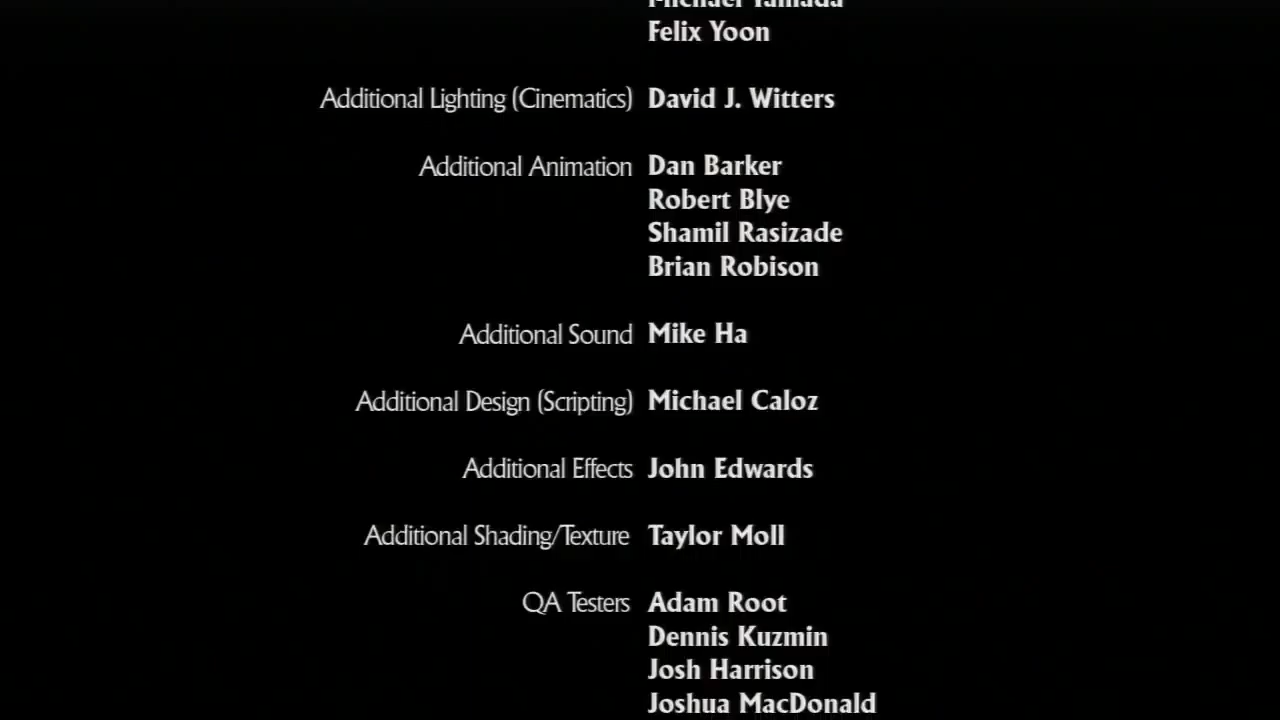 Michael Yamada
Felix Yoon
Additional Lighting (Cinematics) David J. Witters
Additional Animation Dan Barker
Robert Blye
Shamil Rasizade
Brian Robison
Additional Sound Mike Ha
Additional Design (Scripting) Michael Caloz
Additional Effects John Edwards
Additional Shading/Texture Taylor Moll
QA Testers Adam Root
Dennis Kuzmin
Josh Harrison
Joshua MacDonald